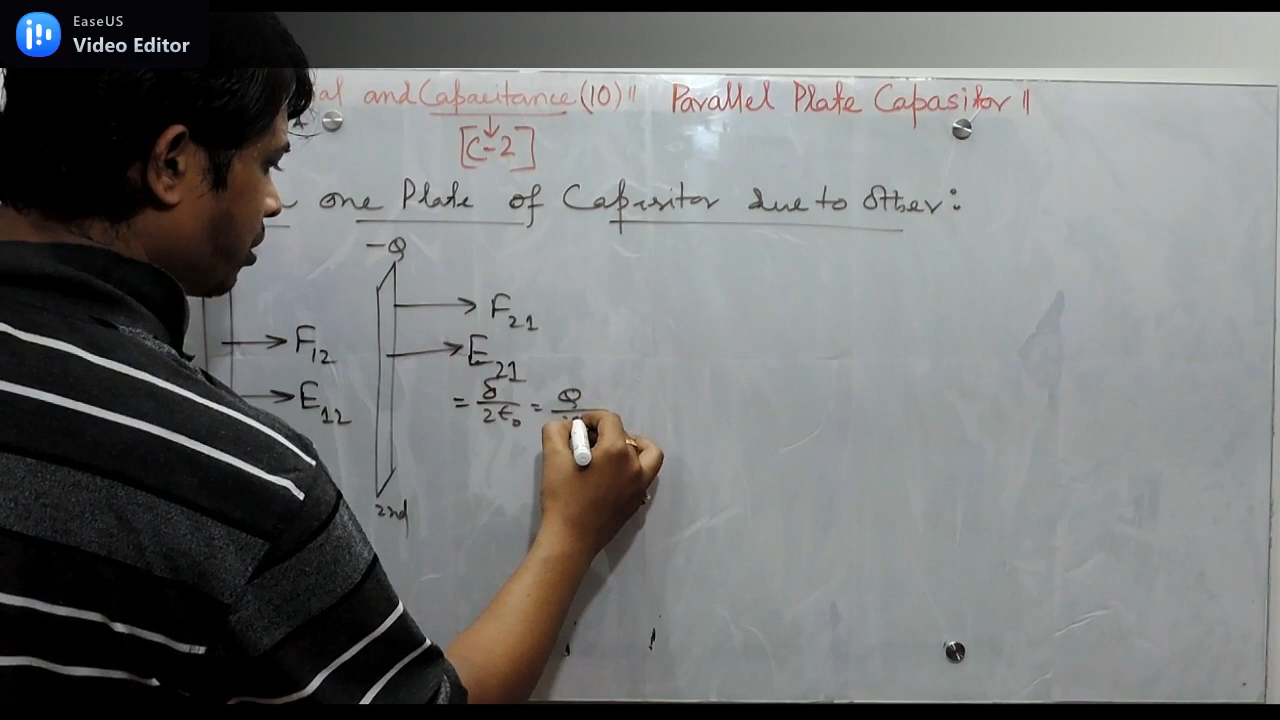 EaseUS
Video Editor
al and Capacitance (10) || Parallel Plate Capasitor ||
[C-2]
one Plate of Capasitor due to Other:
-Q
F21
F12
E21
E12
= σ/2ϵ0 = Q
2nd